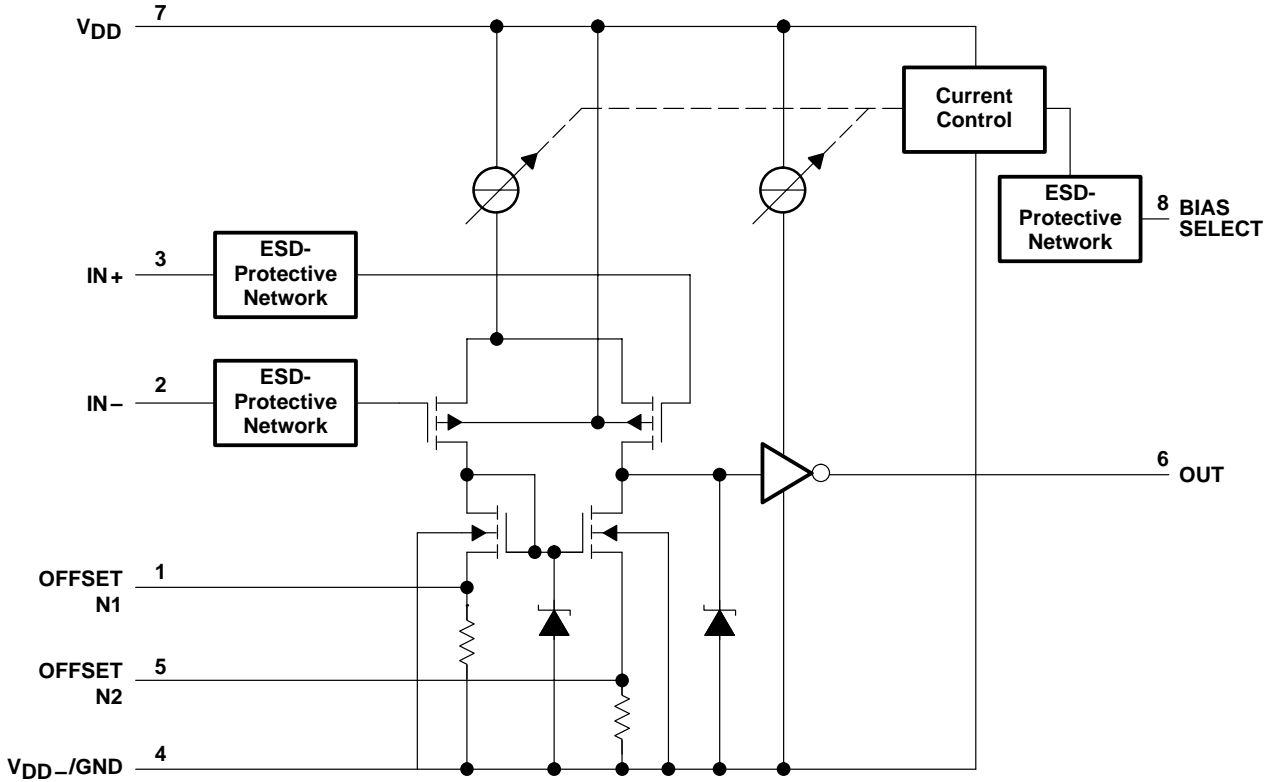 VDD 7
Current
Control
ESD-
Protective
Network
8 BIAS
SELECT
3
IN+
ESD-
Protective
Network
2
IN−
ESD-
Protective
Network
6 OUT
1
OFFSET
N1
5
OFFSET
N2
4
VDD−/GND